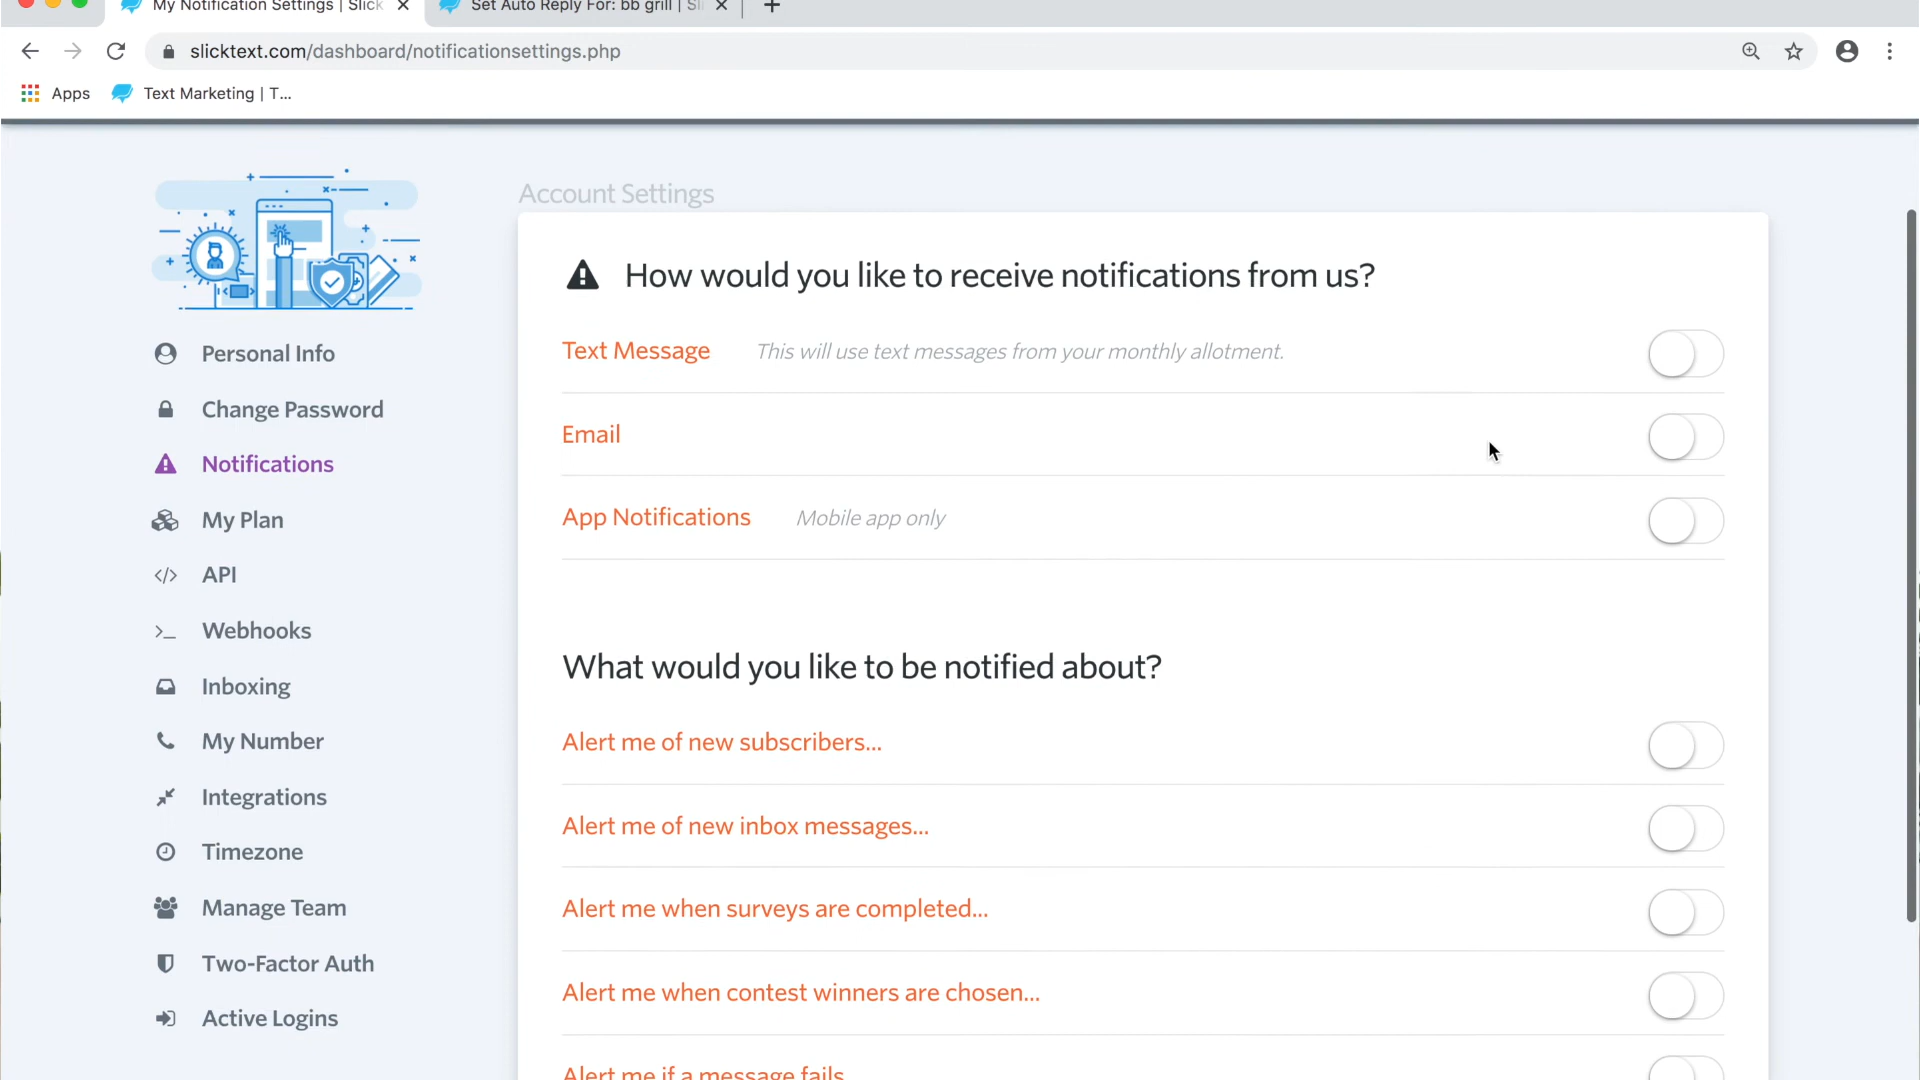 My Notification Settings | Slick
Set Auto Reply For: bb grill | Sli
slicktext.com/dashboard/notificationsettings.php
Apps
Text Marketing | T...
Account Settings
How would you like to receive notifications from us?
Text Message This will use text messages from your monthly allotment.
Email
App Notifications Mobile app only
What would you like to be notified about?
Alert me of new subscribers...
Alert me of new inbox messages...
Alert me when surveys are completed...
Alert me when contest winners are chosen...
Alert me if a message fails
Personal Info
Change Password
Notifications
My Plan
API
Webhooks
Inboxing
My Number
Integrations
Timezone
Manage Team
Two-Factor Auth
Active Logins